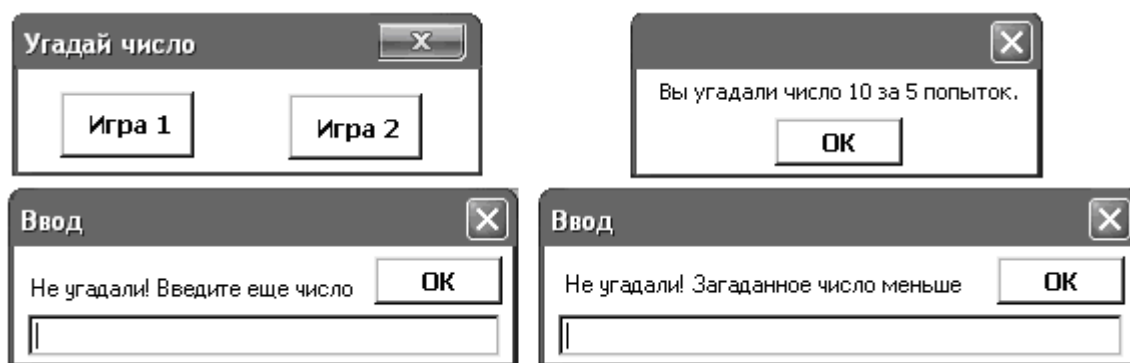 Угадай число
Игра 1
Игра 2
Вы угадали число 10 за 5 попыток.
OK
Ввод
Не угадали! Введите еще число
OK
Ввод
Не угадали! Загаданное число меньше
OK